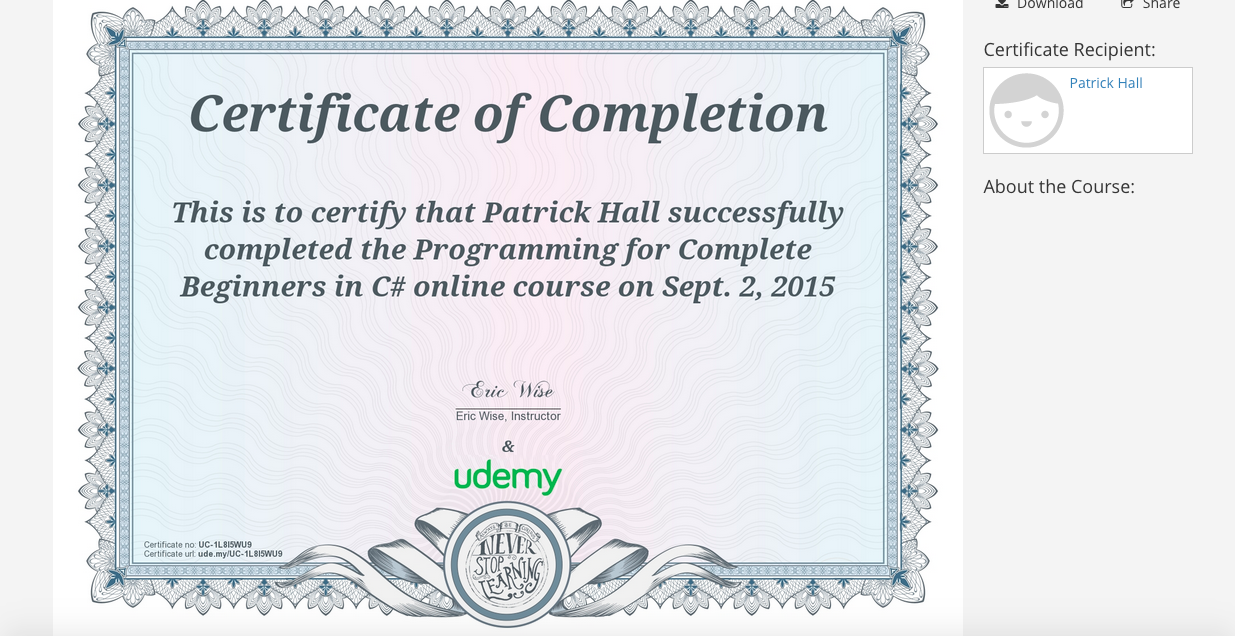 Download Share
Certificate Recipient:
Patrick Hall
About the Course:
Certificate of Completion
This is to certify that Patrick Hall successfully
completed the Programming for Complete
Beginners in C# online course on Sept. 2, 2015
Eric Wise
Eric Wise, Instructor
&
udemy
Certificate no: UC-1L8I5WU9
Certificate url: ude.my/UC-1L8I5WU9
NEVER
STOP
LEARNING